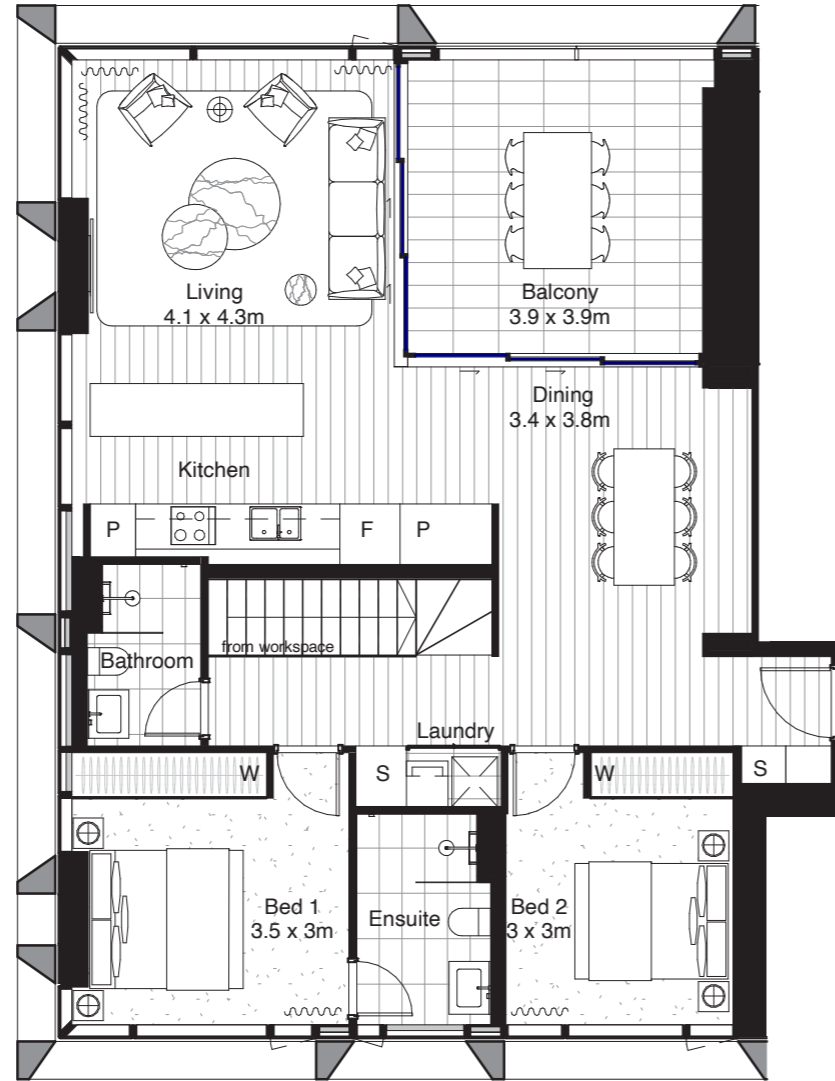 Living
4.1 x 4.3m
Balcony
3.9 x 3.9m
Dining
3.4 x 3.8m
Kitchen
P
F
P
from workspace
Bathroom
Laundry
W
S
W
S
Bed 1
3.5 x 3m
Ensuite
Bed 2
3 x 3m